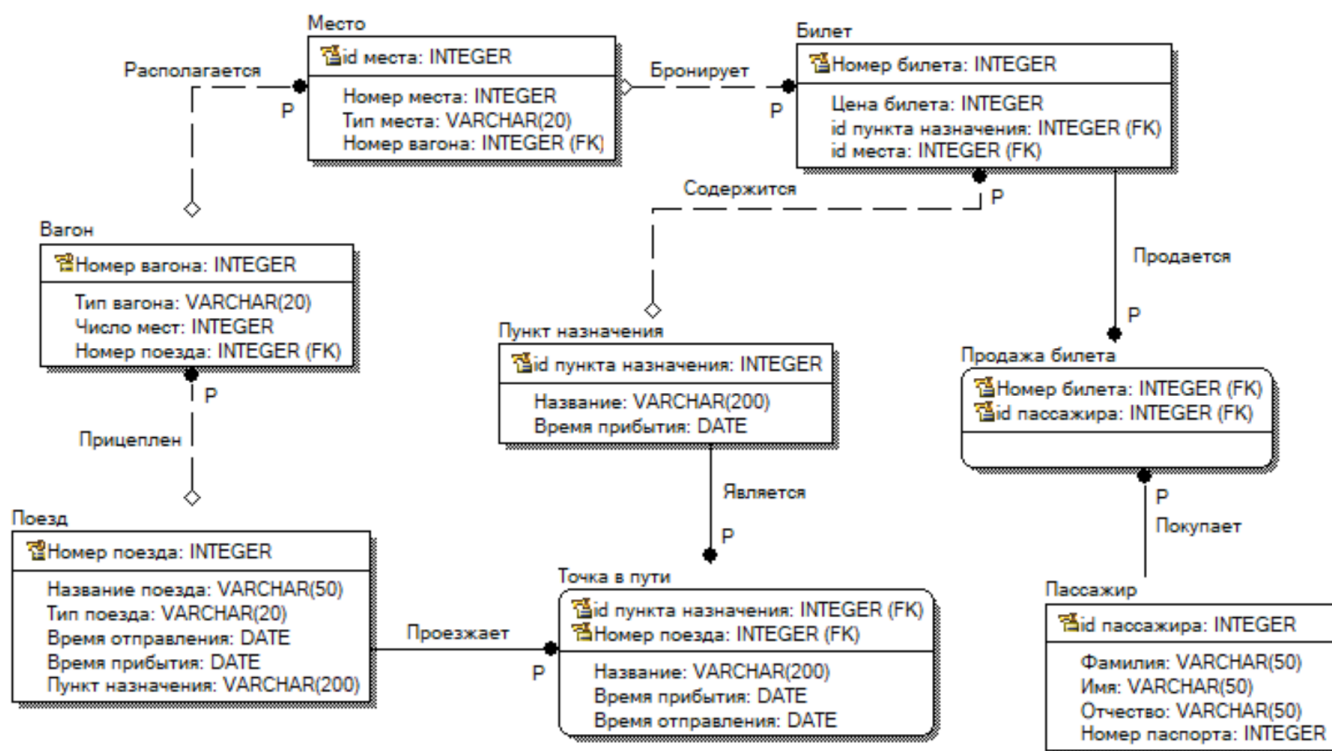 Место
id места: INTEGER
Номер места: INTEGER
Тип места: VARCHAR(20)
Номер вагона: INTEGER (FK)
Располагается
P
Бронирует
P
Билет
Номер билета: INTEGER
Цена билета: INTEGER
id пункта назначения: INTEGER (FK)
id места: INTEGER (FK)
Содержится
P
Продается
P
Вагон
Номер вагона: INTEGER
Тип вагона: VARCHAR(20)
Число мест: INTEGER
Номер поезда: INTEGER (FK)
P
Прицеплен
Пункт назначения
id пункта назначения: INTEGER
Название: VARCHAR(200)
Время прибытия: DATE
Является
P
Продажа билета
Номер билета: INTEGER (FK)
id пассажира: INTEGER (FK)
P
Покупает
Поезд
Номер поезда: INTEGER
Название поезда: VARCHAR(50)
Тип поезда: VARCHAR(20)
Время отправления: DATE
Время прибытия: DATE
Пункт назначения: VARCHAR(200)
Проезжает
P
Точка в пути
id пункта назначения: INTEGER (FK)
Номер поезда: INTEGER (FK)
Название: VARCHAR(200)
Время прибытия: DATE
Время отправления: DATE
Пассажир
id пассажира: INTEGER
Фамилия: VARCHAR(50)
Имя: VARCHAR(50)
Отчество: VARCHAR(50)
Номер паспорта: INTEGER